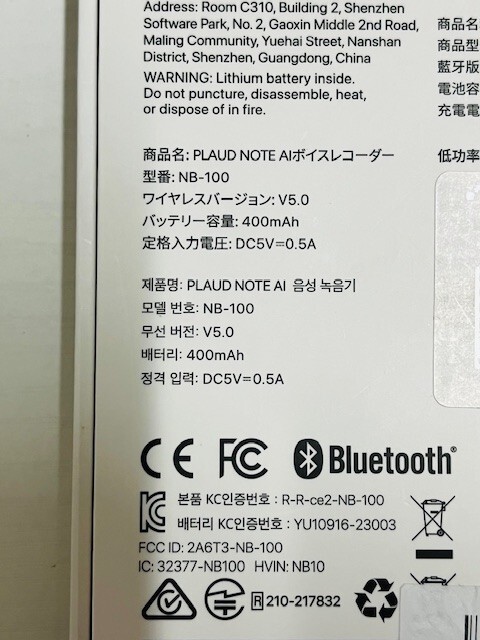 Address: Room C310, Building 2, Shenzhen
Software Park, No. 2, Gaoxin Middle 2nd Road,
Maling Community, Yuehai Street, Nanshan
District, Shenzhen, Guangdong, China
WARNING: Lithium battery inside.
Do not puncture, disassemble, heat,
or dispose of in fire.
商品名: PLAUD NOTE AIボイスレコーダー
型番: NB-100
ワイヤレスバージョン: V5.0
バッテリー容量: 400mAh
定格入力電圧: DC5V⎓0.5A
제품명: PLAUD NOTE AI 음성 녹음기
모델 번호: NB-100
무선 버전: V5.0
배터리: 400mAh
정격 입력: DC5V⎓0.5A
商品名
商品型
藍牙版
電池容
充電電
低功率
CE FC Bluetooth®
본품 KC인증번호 : R-R-ce2-NB-100
배터리 KC인증번호 : YU10916-23003
FCC ID: 2A6T3-NB-100
IC: 32377-NB100 HVIN: NB10
R 210-217832